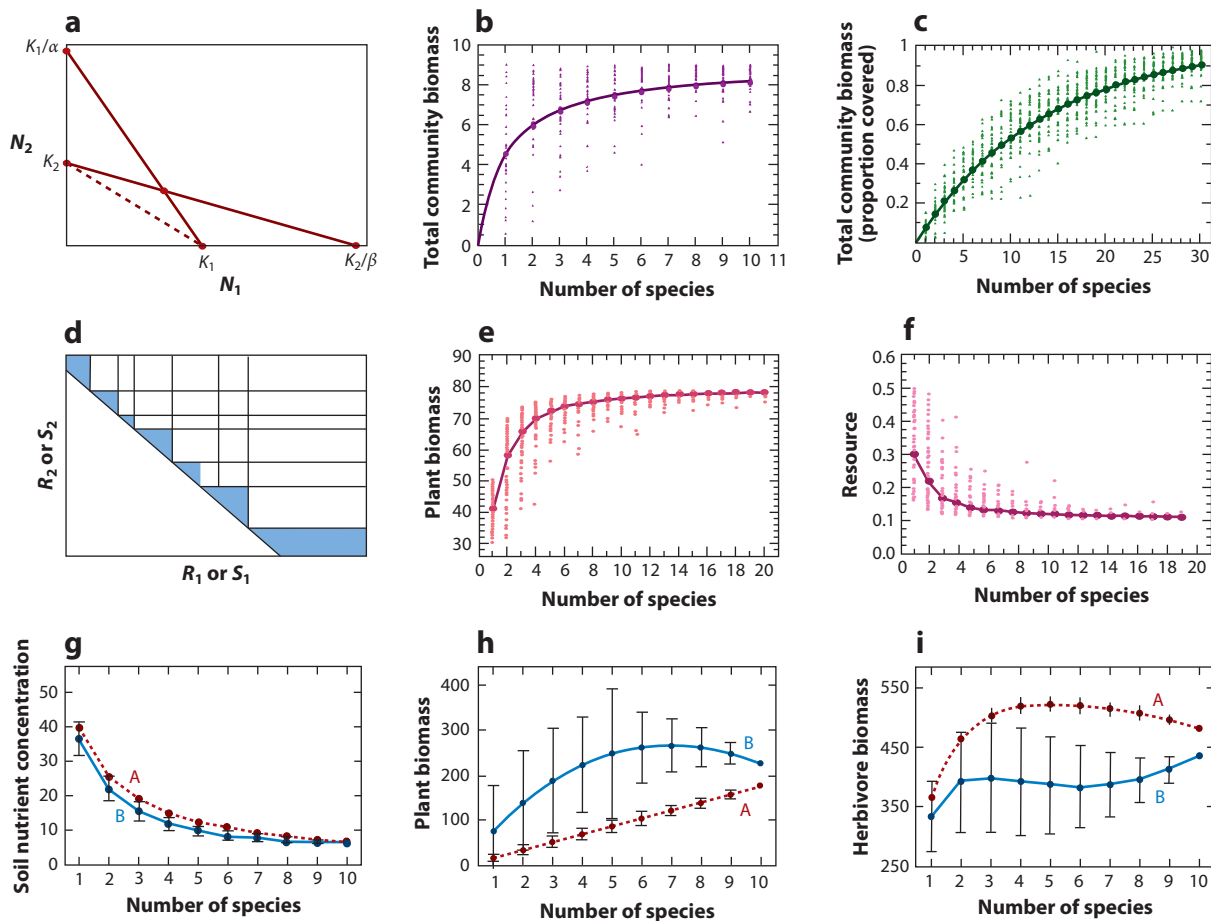 a
K1/α
N2
K2
K1
K2/β
N1
b
Total community biomass
10
8
6
4
2
0
0 1 2 3 4 5 6 7 8 9 10 11
Number of species
c
Total community biomass
(proportion covered)
1
0.8
0.6
0.4
0.2
0 5 10 15 20 25 30
Number of species
d
R2 or S2
R1 or S1
e
Plant biomass
90
80
70
60
50
40
30
0 2 4 6 8 10 12 14 16 18 20
Number of species
f
Resource
0.6
0.5
0.4
0.3
0.2
0.1
0.0
0 2 4 6 8 10 12 14 16 18 20
Number of species
g
Soil nutrient concentration
50
40
30
20
10
0
A
B
1 2 3 4 5 6 7 8 9 10
Number of species
h
Plant biomass
400
300
200
100
0
B
A
1 2 3 4 5 6 7 8 9 10
Number of species
i
Herbivore biomass
550
450
350
250
A
B
1 2 3 4 5 6 7 8 9 10
Number of species